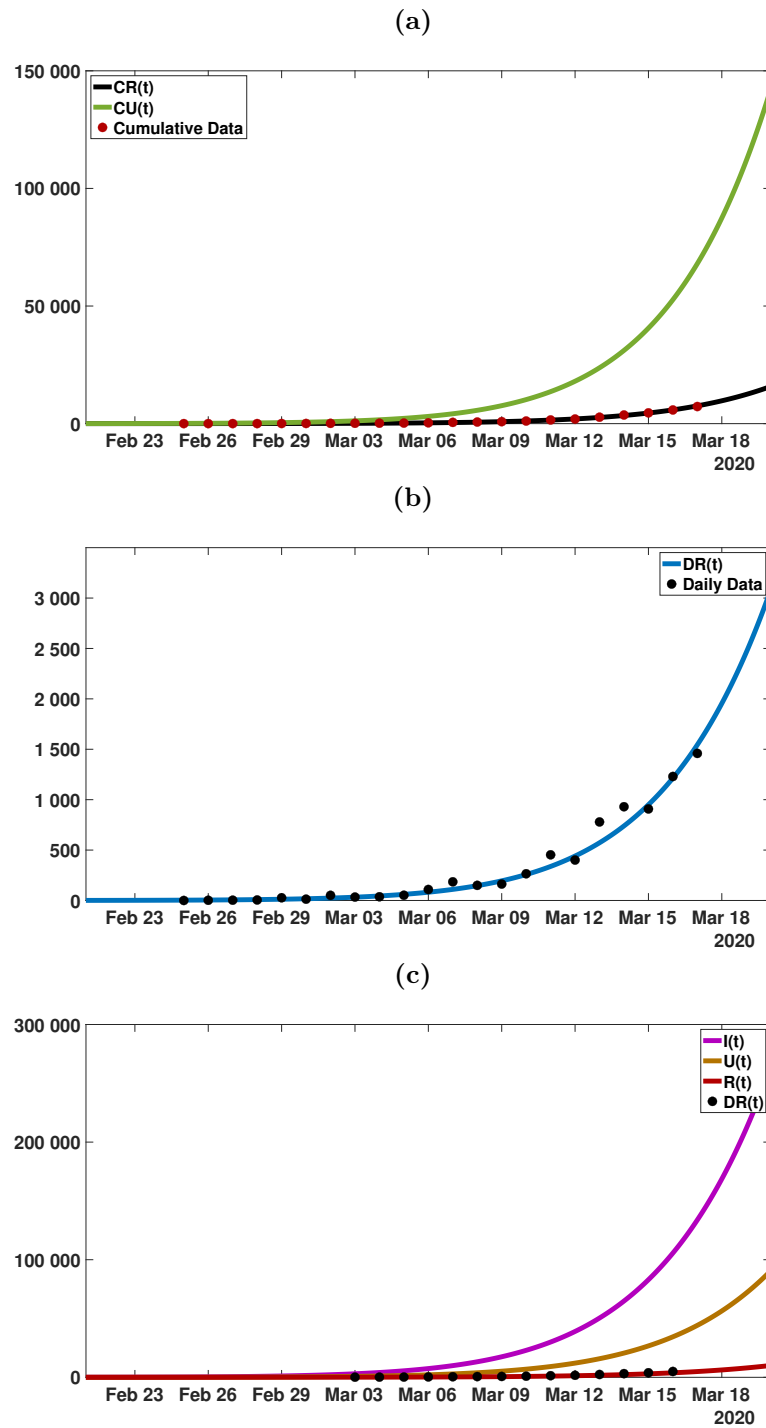 (a)
150 000
CR(t)
CU(t)
Cumulative Data
100 000
50 000
0
Feb 23 Feb 26 Feb 29 Mar 03 Mar 06 Mar 09 Mar 12 Mar 15 Mar 18
2020
(b)
DR(t)
Daily Data
3 000
2 500
2 000
1 500
1 000
500
0
Feb 23 Feb 26 Feb 29 Mar 03 Mar 06 Mar 09 Mar 12 Mar 15 Mar 18
2020
(c)
300 000
I(t)
U(t)
R(t)
DR(t)
200 000
100 000
0
Feb 23 Feb 26 Feb 29 Mar 03 Mar 06 Mar 09 Mar 12 Mar 15 Mar 18
2020